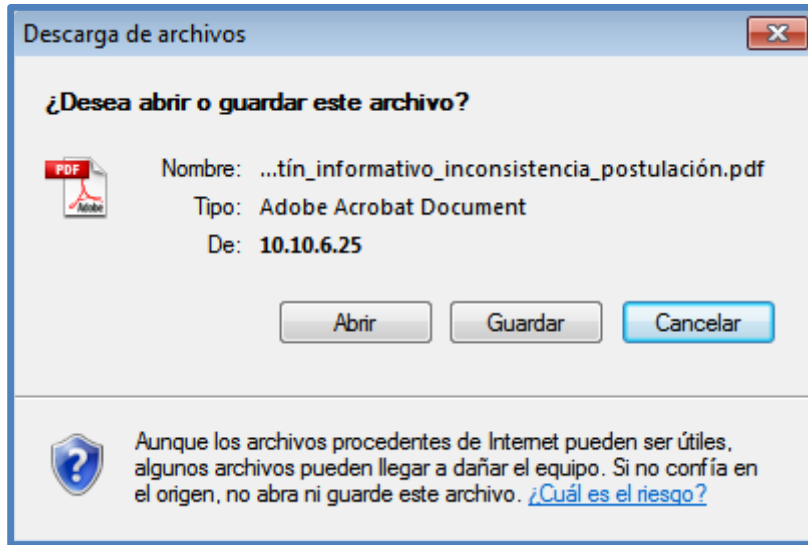 Descarga de archivos
¿Desea abrir o guardar este archivo?
PDF
Adobe
Nombre: ...tín_informativo_inconsistencia_postulación.pdf
Tipo: Adobe Acrobat Document
De: 10.10.6.25
Abrir Guardar Cancelar
Aunque los archivos procedentes de Internet pueden ser útiles,
algunos archivos pueden llegar a dañar el equipo. Si no confía en
el origen, no abra ni guarde este archivo. ¿Cuál es el riesgo?